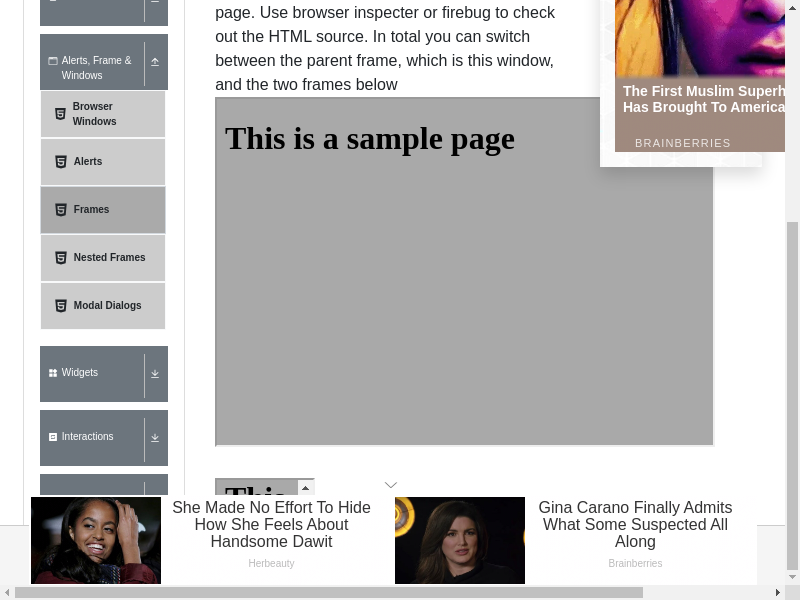 page. Use browser inspector or firebug to check
out the HTML source. In total you can switch
between the parent frame, which is this window,
and the two frames below
Alerts, Frame &
Windows
Browser
Windows
Alerts
Frames
Nested Frames
Modal Dialogs
Widgets
Interactions
This is a sample page
The First Muslim Superh
Has Brought To America
BRAINBERRIES
This
She Made No Effort To Hide
How She Feels About
Handsome Dawit
Herbeauty
Gina Carano Finally Admits
What Some Suspected All
Along
Brainberries